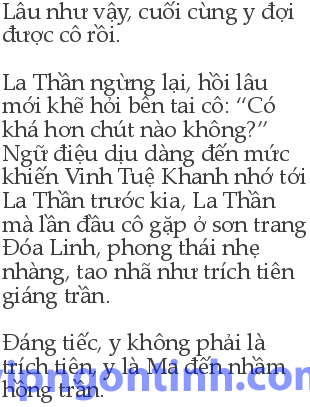 Lâu như vậy, cuối cùng y đợi
được cô rồi.
La Thần ngừng lại, hồi lâu
mới khẽ hỏi bên tai cô: “Có
khá hơn chút nào không?”
Ngữ điệu dịu dàng đến mức
khiến Vinh Tuệ Khanh nhớ tới
La Thần trước kia, La Thần
mà lần đầu cô gặp ở sơn trang
Đóa Linh, phong thái nhẹ
nhàng, tao nhã như trích tiên
giáng trần.
Đáng tiếc, y không phải là
trích tiên, y là Ma đến nhầm
hồng trần.
vipngontinh.com